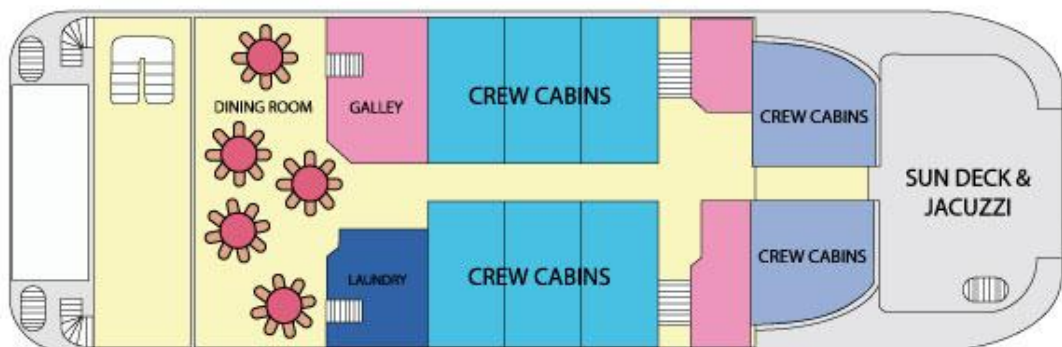 DINING ROOM
GALLEY
CREW CABINS
CREW CABINS
SUN DECK &
JACUZZI
LAUNDRY
CREW CABINS
CREW CABINS